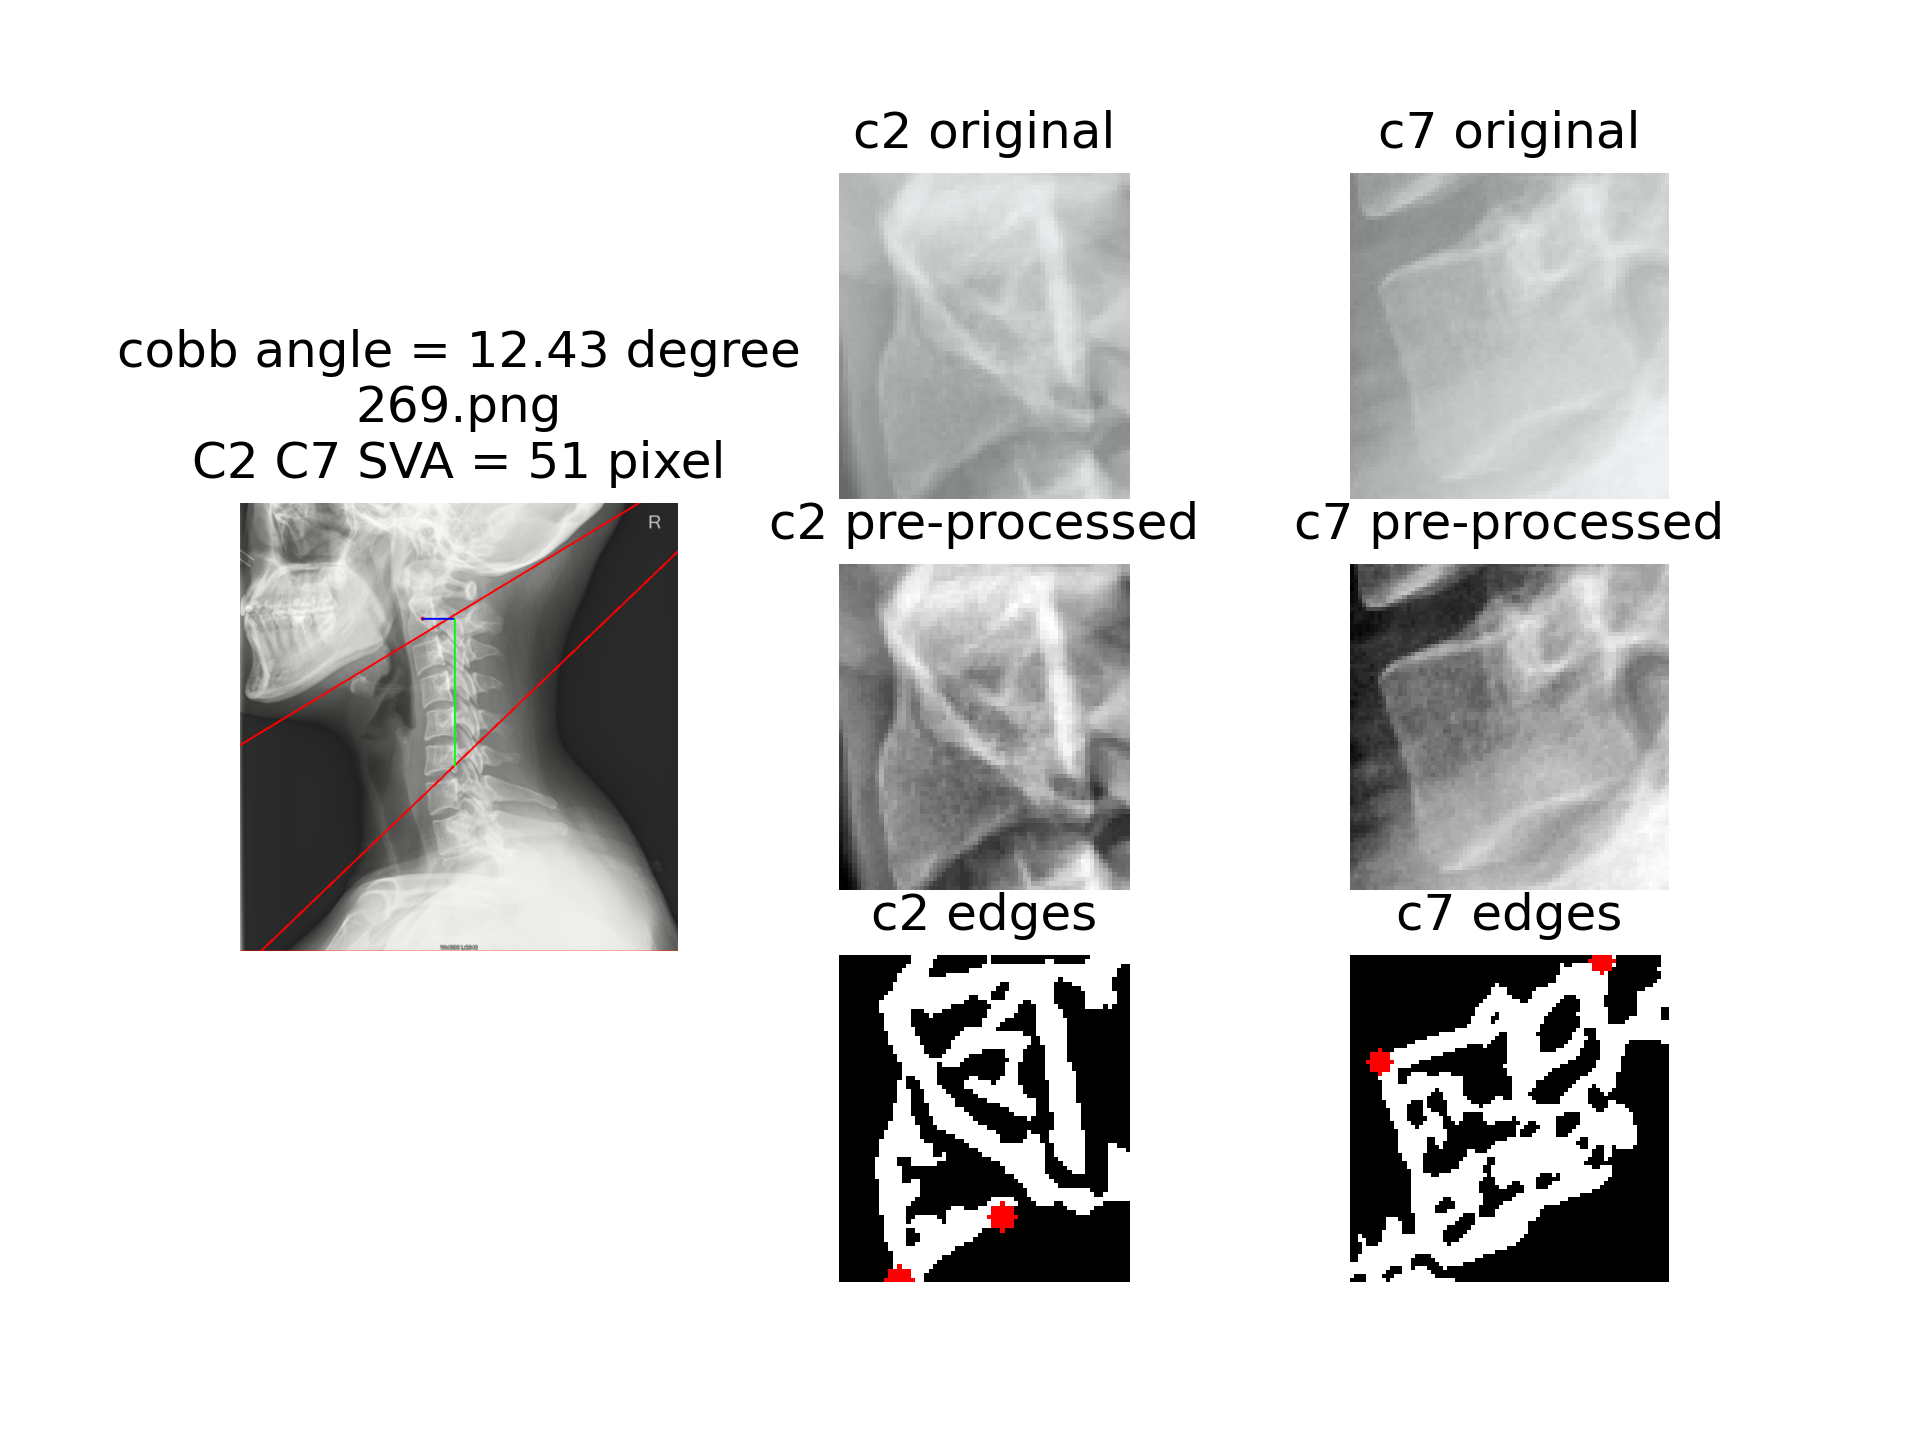 cobb angle = 12.43 degree
269.png
C2 C7 SVA = 51 pixel
R
c2 original
c7 original
c2 pre-processed
c7 pre-processed
c2 edges
c7 edges